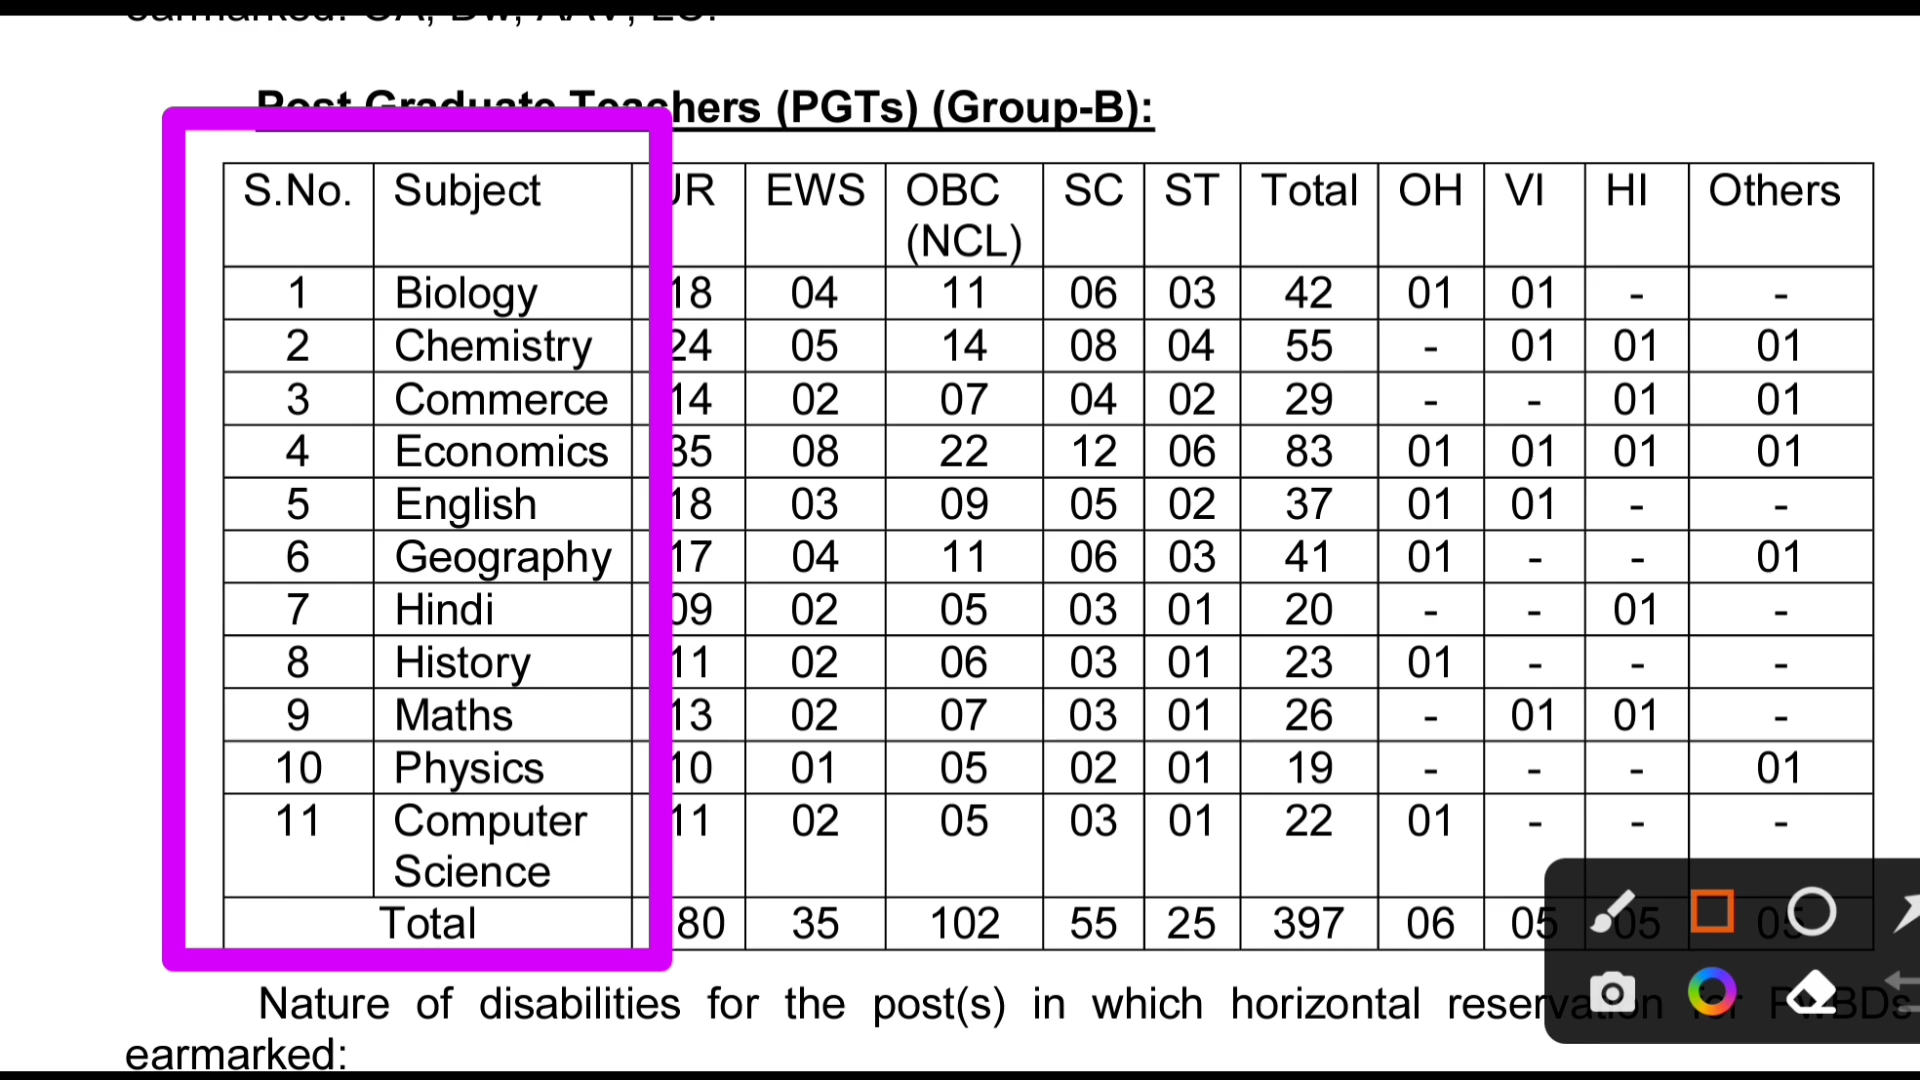 Post Graduate Teachers (PGTs) (Group-B):
S.No. Subject UR EWS OBC (NCL) SC ST Total OH VI HI Others
1 Biology 18 04 11 06 03 42 01 01 - -
2 Chemistry 24 05 14 08 04 55 - 01 01 01
3 Commerce 14 02 07 04 02 29 - - 01 01
4 Economics 35 08 22 12 06 83 01 01 01 01
5 English 18 03 09 05 02 37 01 01 - -
6 Geography 17 04 11 06 03 41 01 - - 01
7 Hindi 09 02 05 03 01 20 - - 01 -
8 History 11 02 06 03 01 23 01 - - -
9 Maths 13 02 07 03 01 26 - 01 01 -
10 Physics 10 01 05 02 01 19 - - - 01
11 Computer Science 11 02 05 03 01 22 01 - - -
Total 80 35 102 55 25 397 06 05 05 05
Nature of disabilities for the post(s) in which horizontal reservation for PwBDs
earmarked: